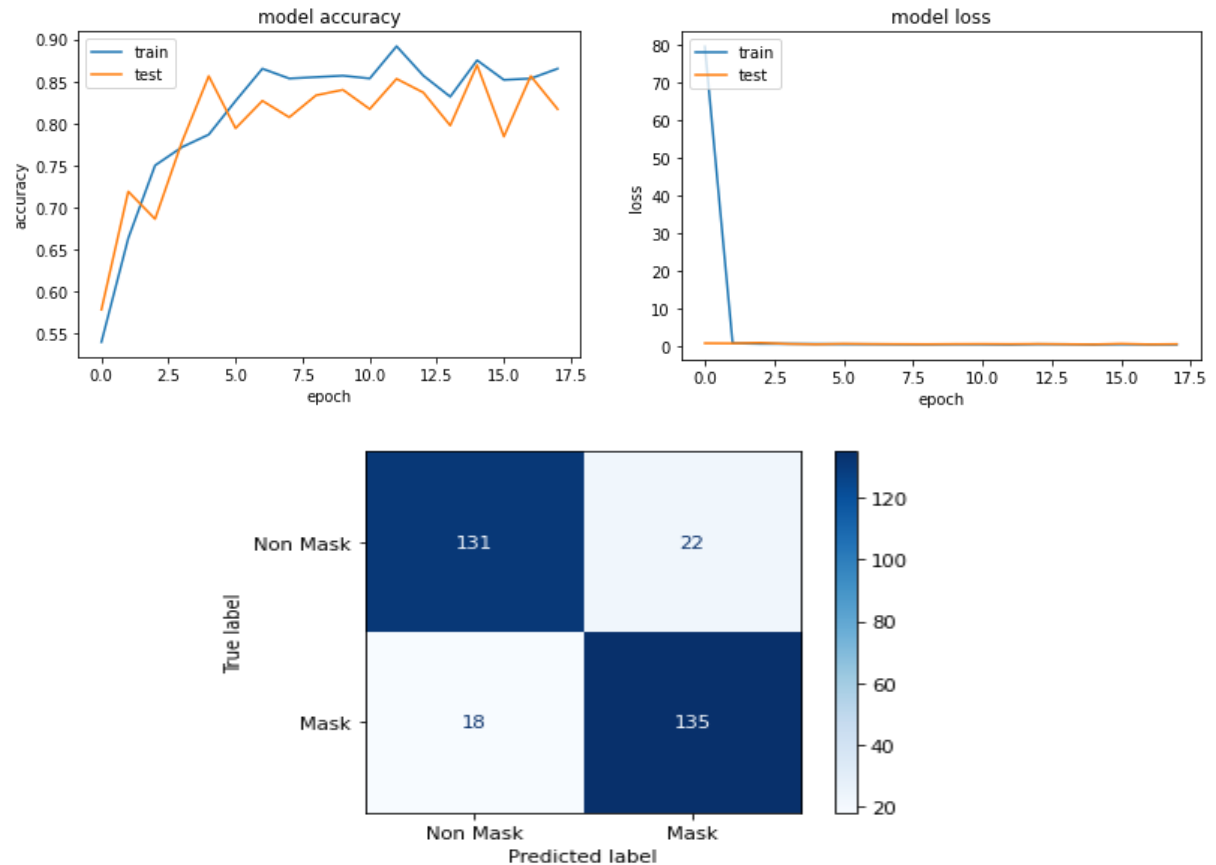 model accuracy
train
test
0.90
0.85
0.80
0.75
0.70
0.65
0.60
0.55
accuracy
0.0 2.5 5.0 7.5 10.0 12.5 15.0 17.5
epoch
model loss
train
test
80
70
60
50
40
30
20
10
0
loss
0.0 2.5 5.0 7.5 10.0 12.5 15.0 17.5
epoch
Non Mask 131 22
Mask 18 135
True label
Non Mask Mask
Predicted label
120
100
80
60
40
20